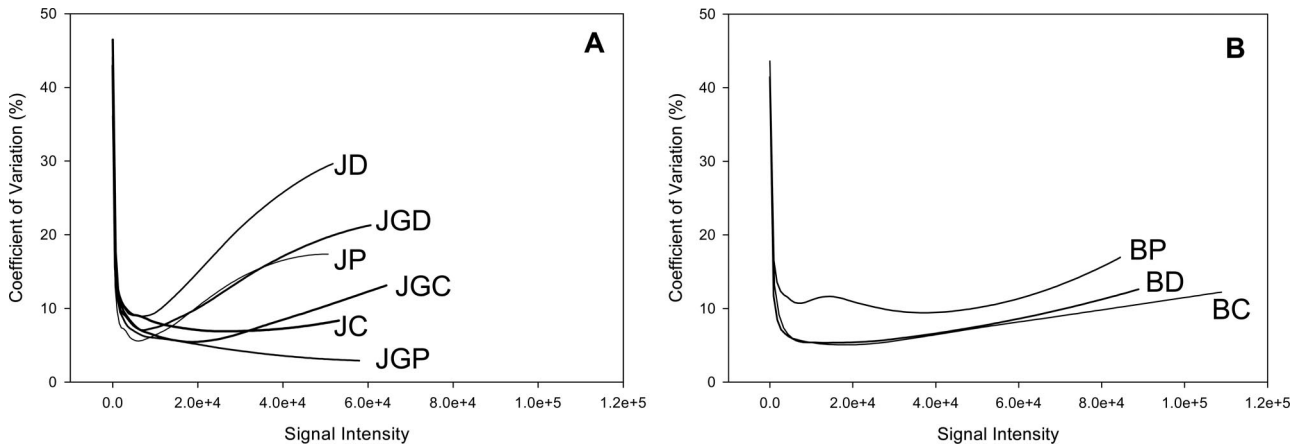 A
Coefficient of Variation (%)
50
40
30
20
10
0
JD
JGD
JP
JGC
JC
JGP
0.0 2.0e+4 4.0e+4 6.0e+4 8.0e+4 1.0e+5 1.2e+5
Signal Intensity
B
Coefficient of Variation (%)
50
40
30
20
10
0
BP
BD
BC
0.0 2.0e+4 4.0e+4 6.0e+4 8.0e+4 1.0e+5 1.2e+5
Signal Intensity